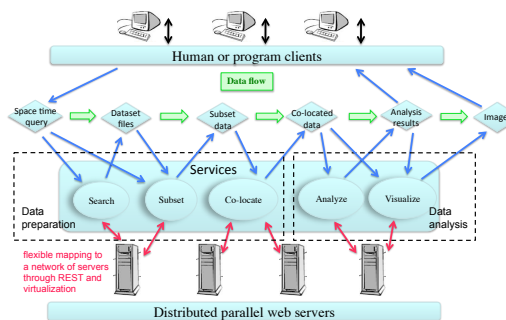 Human or program clients
Data flow
Space time
query
Dataset
files
Subset
data
Co-located
data
Analysis
results
Image
Services
Search
Subset
Co-locate
Analyze
Visualize
Data
preparation
Data
analysis
flexible mapping to
a network of servers
through REST and
virtualization
Distributed parallel web servers